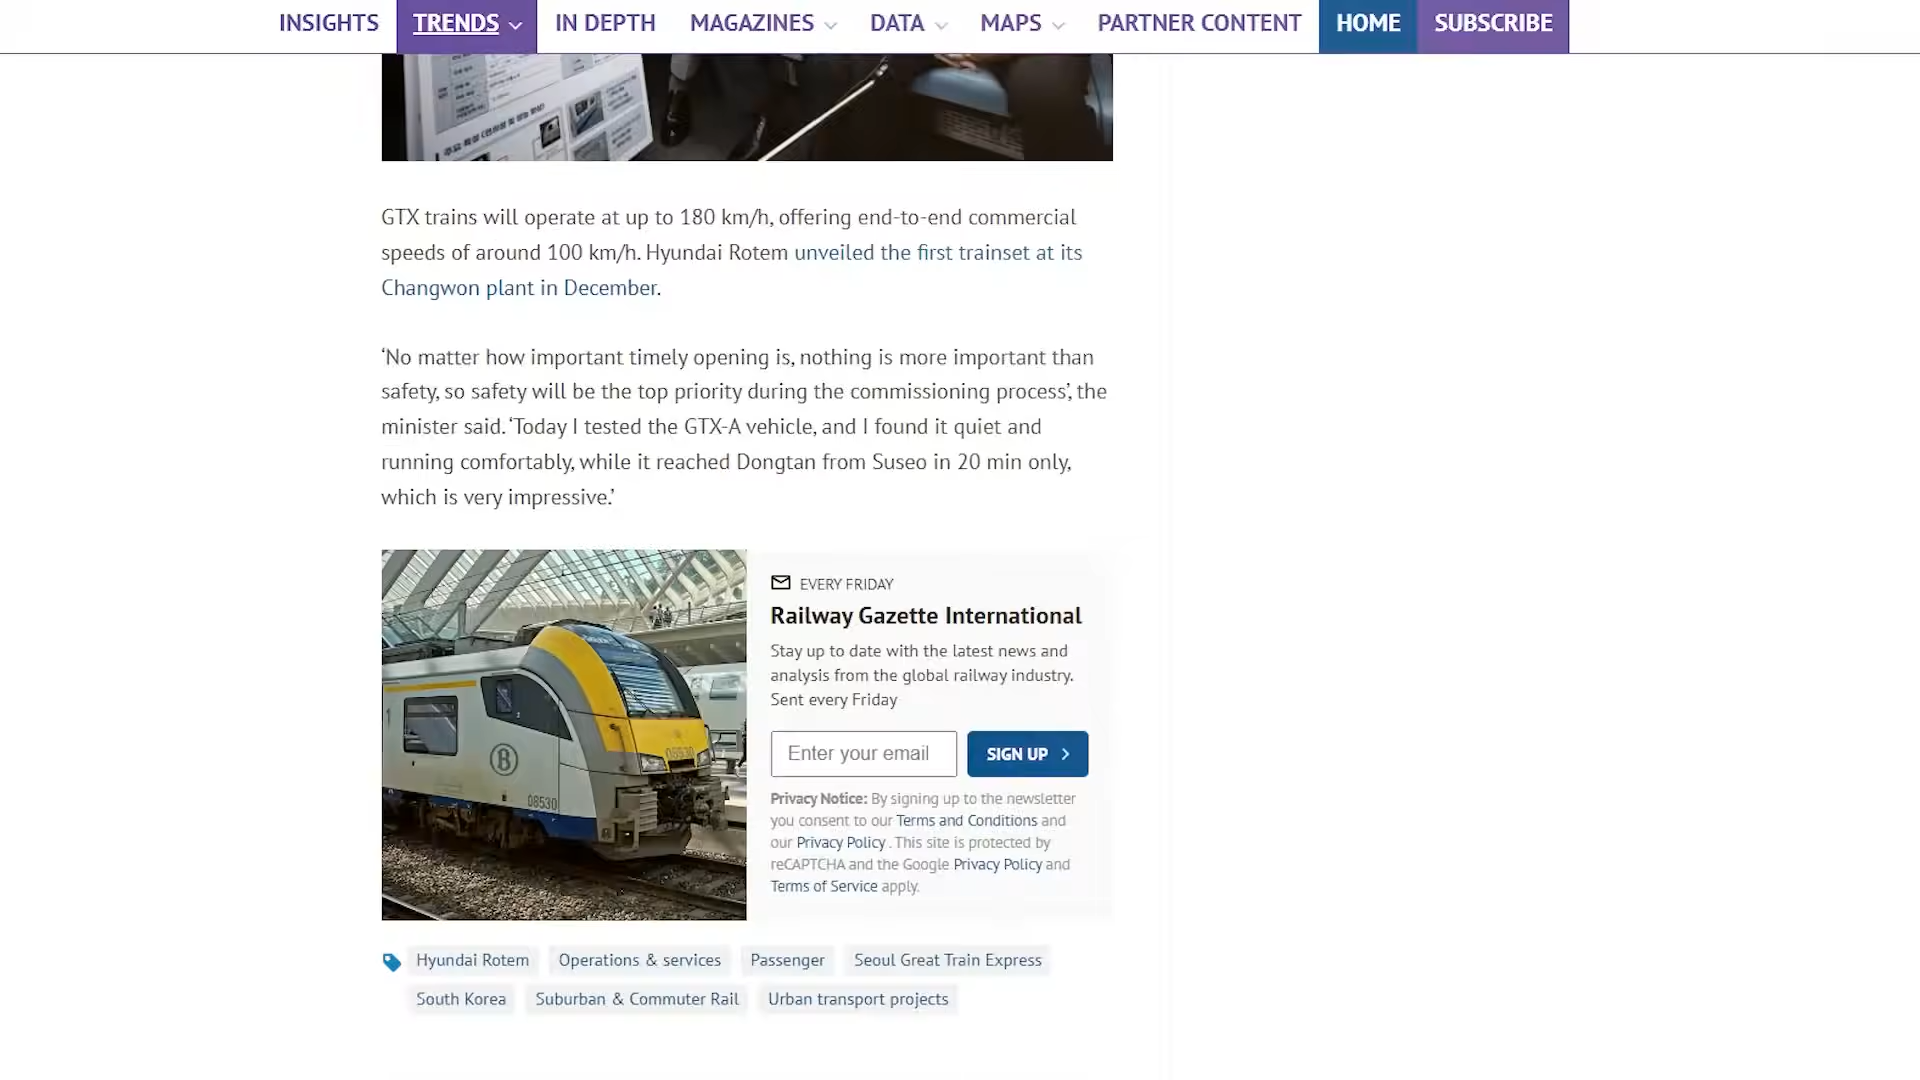 INSIGHTS TRENDS IN DEPTH MAGAZINES DATA MAPS PARTNER CONTENT HOME SUBSCRIBE
GTX trains will operate at up to 180 km/h, offering end-to-end commercial
speeds of around 100 km/h. Hyundai Rotem unveiled the first trainset at its
Changwon plant in December.
‘No matter how important timely opening is, nothing is more important than
safety, so safety will be the top priority during the commissioning process’, the
minister said. ‘Today I tested the GTX-A vehicle, and I found it quiet and
running comfortably, while it reached Dongtan from Suseo in 20 min only,
which is very impressive.’
B
08530
08530
EVERY FRIDAY
Railway Gazette International
Stay up to date with the latest news and
analysis from the global railway industry.
Sent every Friday
Enter your email SIGN UP
Privacy Notice: By signing up to the newsletter
you consent to our Terms and Conditions and
our Privacy Policy . This site is protected by
reCAPTCHA and the Google Privacy Policy and
Terms of Service apply.
Hyundai Rotem Operations & services Passenger Seoul Great Train Express
South Korea Suburban & Commuter Rail Urban transport projects